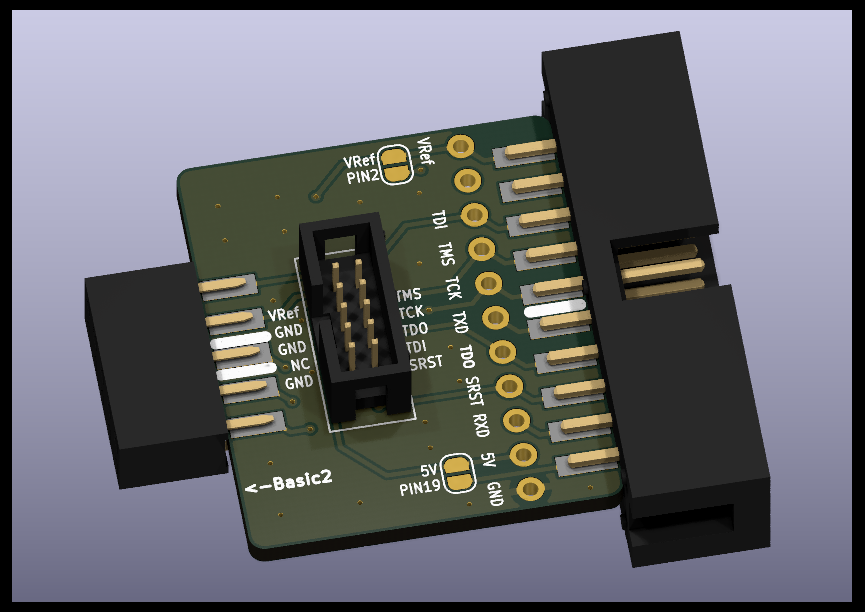 VRef
PIN2
VRef
TDI
TMS
TCK
TXD
TDO
SRST
RXD
5V
GND
VRef
GND
GND
NC
GND
TMS
TCK
TDO
TDI
SRST
5V
PIN19
<-Basic2